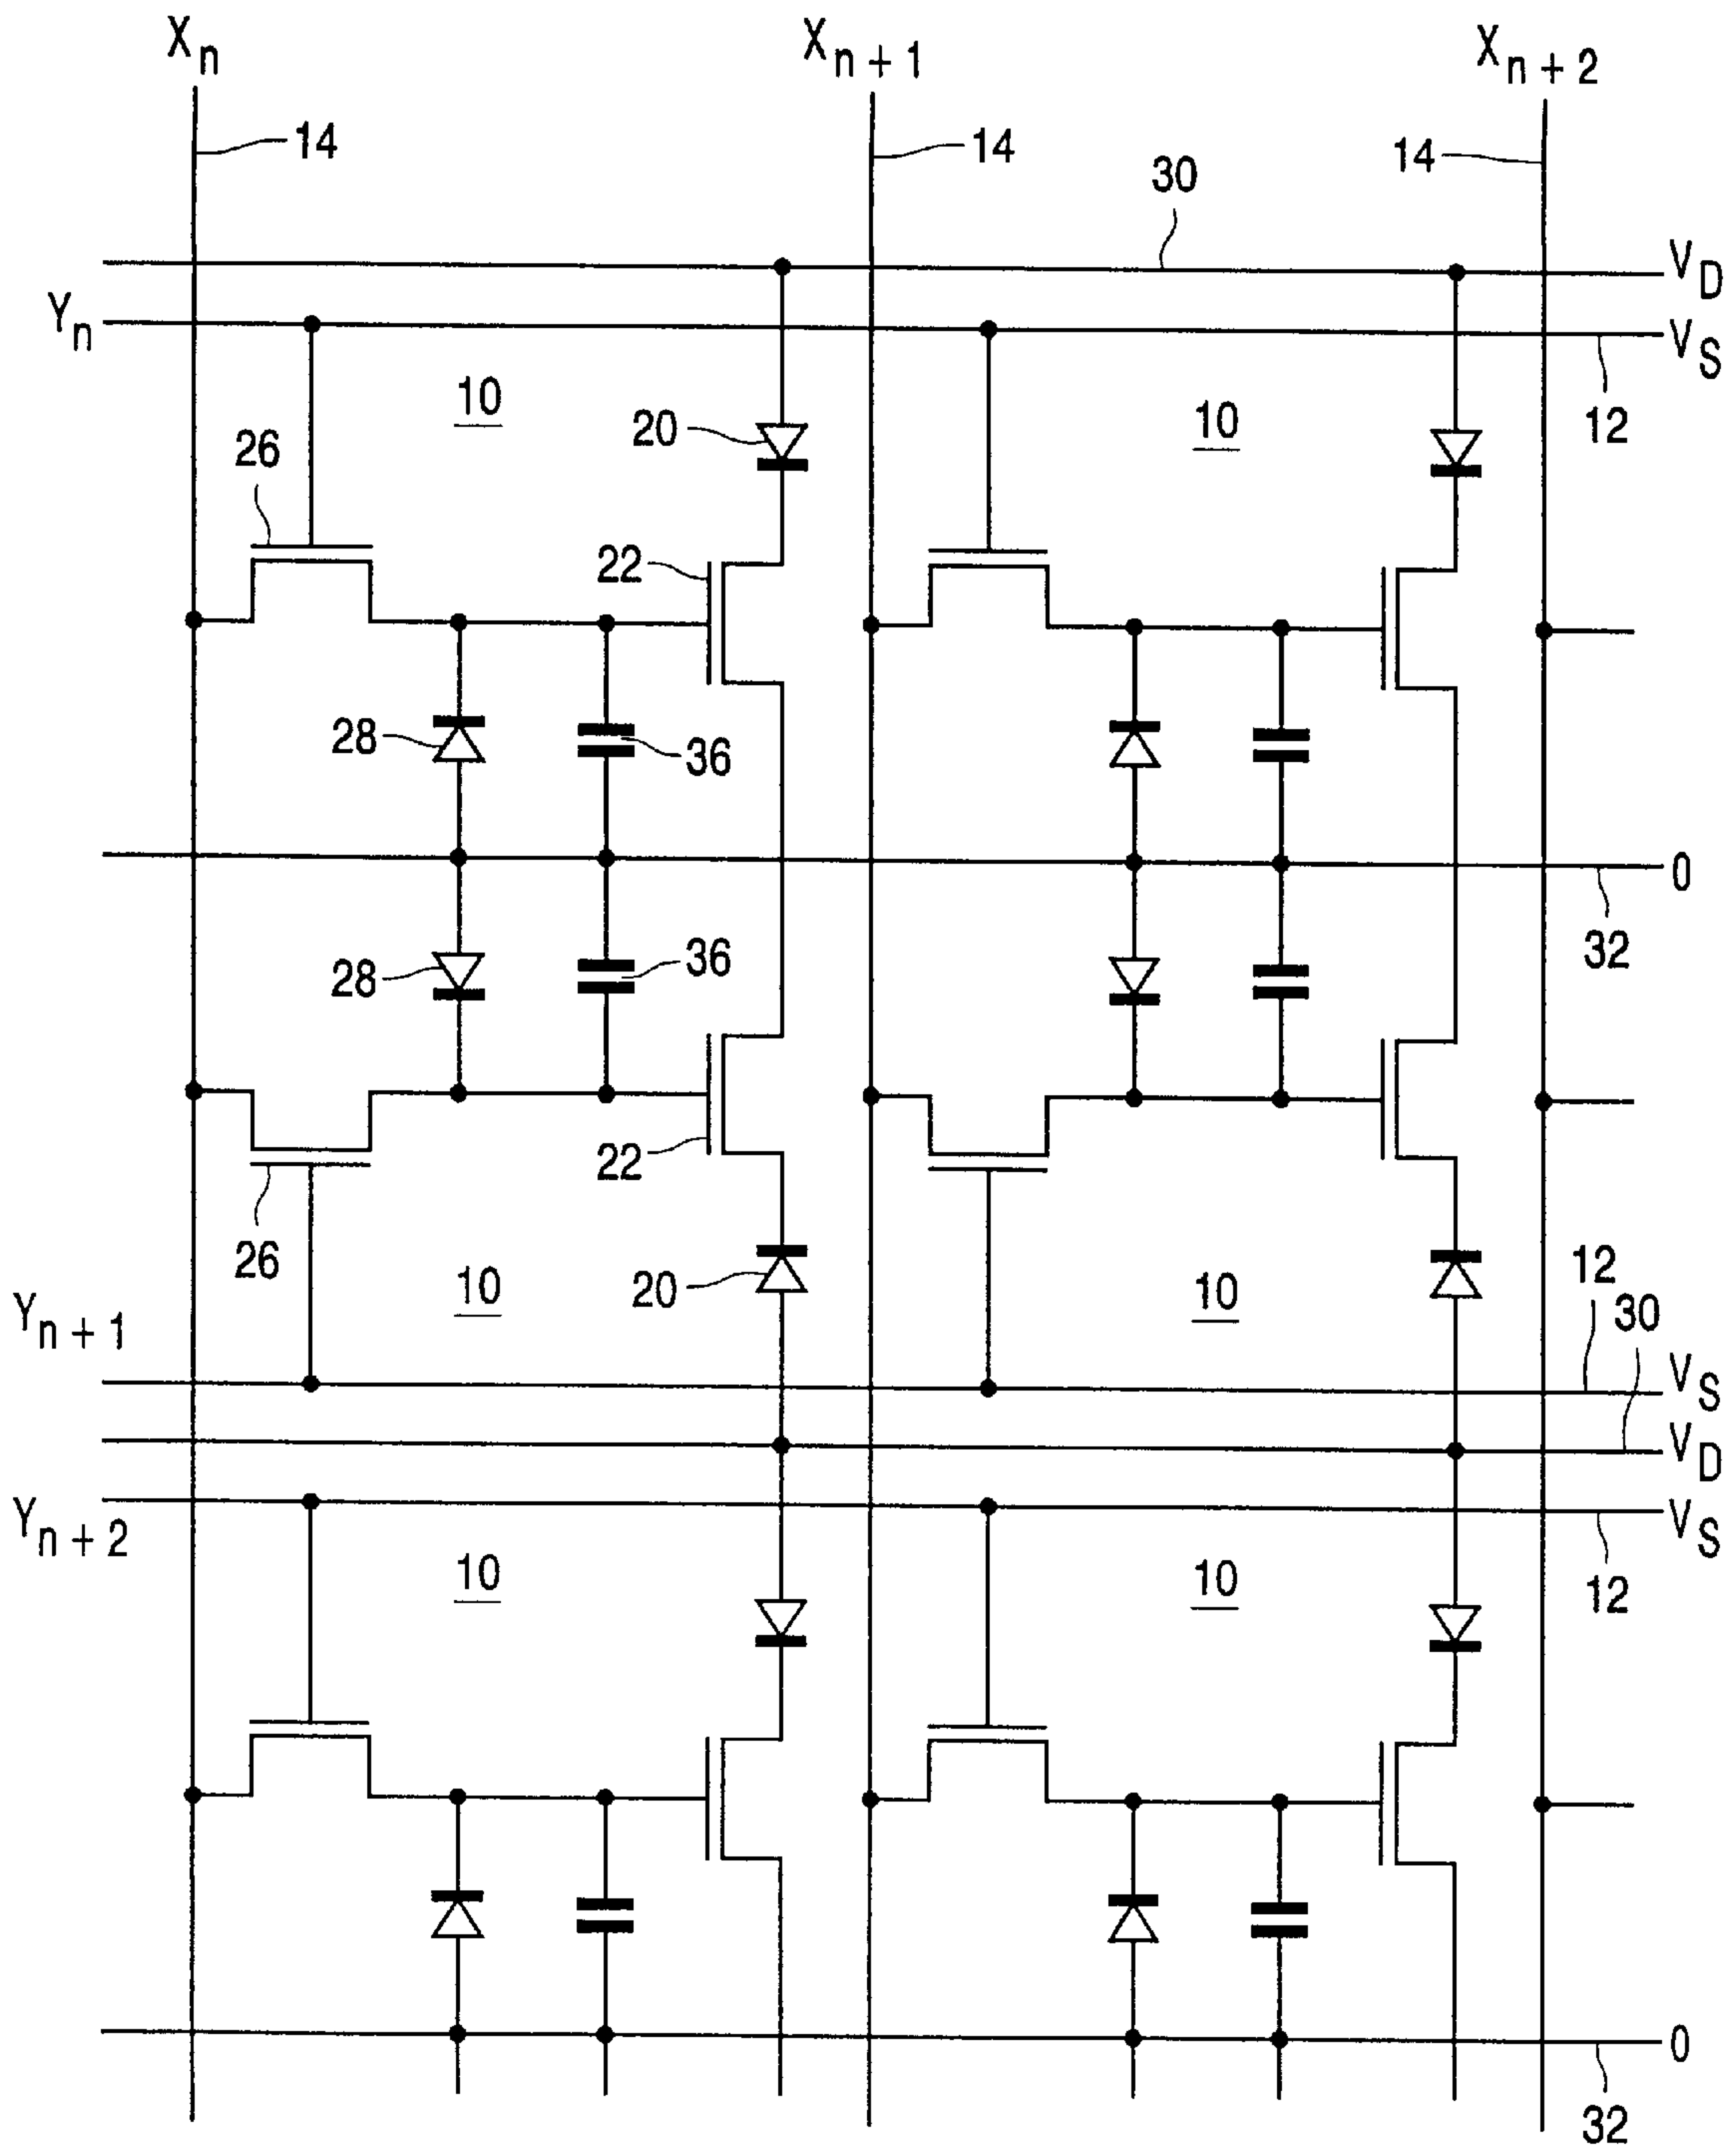 Xn Xn + 1 Xn + 2
14 14 14
30
VD
Yn VS
10 20 10 12
26
22
28 36
0
28 36 32
22
26 10 20 10 12 30
Yn + 1 VS
VD
Yn + 2 VS
10 10 12
0
32